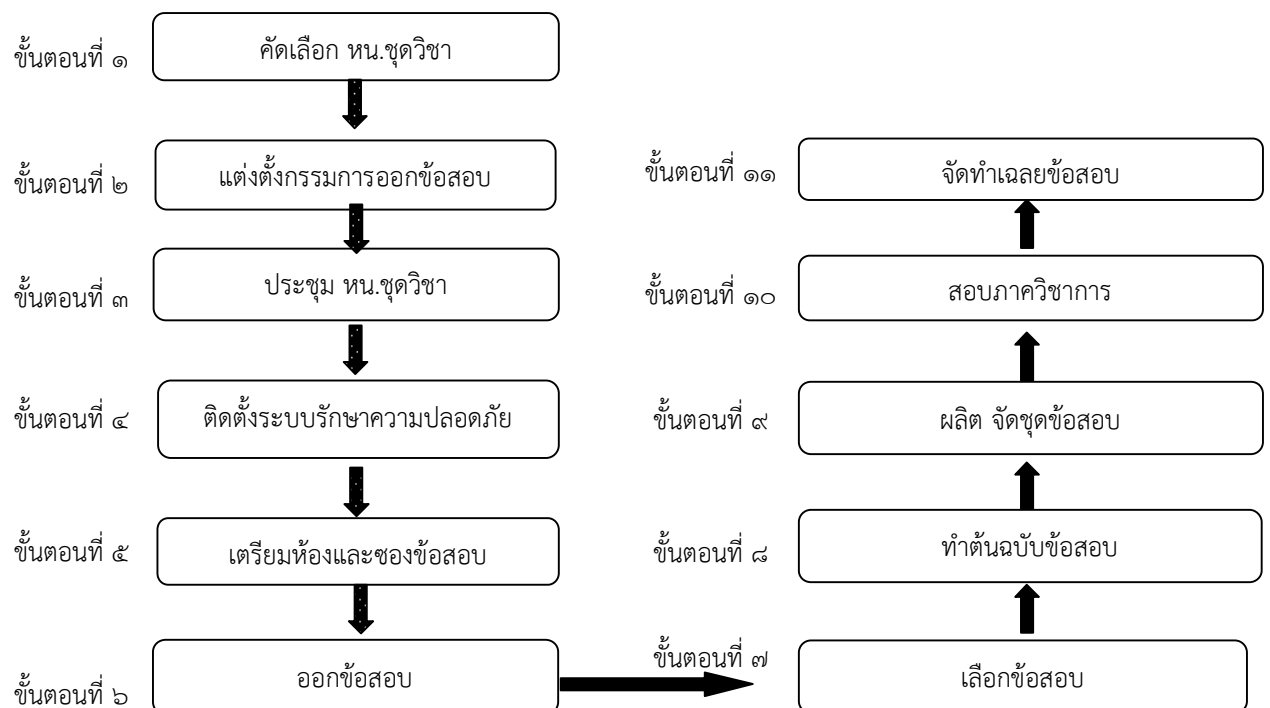 ขั้นตอนที่ ๑ คัดเลือก หน.ชุดวิชา
ขั้นตอนที่ ๒ แต่งตั้งกรรมการออกข้อสอบ
ขั้นตอนที่ ๓ ประชุม หน.ชุดวิชา
ขั้นตอนที่ ๔ ติดตั้งระบบรักษาความปลอดภัย
ขั้นตอนที่ ๕ เตรียมห้องและซองข้อสอบ
ขั้นตอนที่ ๖ ออกข้อสอบ
ขั้นตอนที่ ๗ เลือกข้อสอบ
ขั้นตอนที่ ๘ ทำต้นฉบับข้อสอบ
ขั้นตอนที่ ๙ ผลิต จัดชุดข้อสอบ
ขั้นตอนที่ ๑๐ สอบภาควิชาการ
ขั้นตอนที่ ๑๑ จัดทำเฉลยข้อสอบ